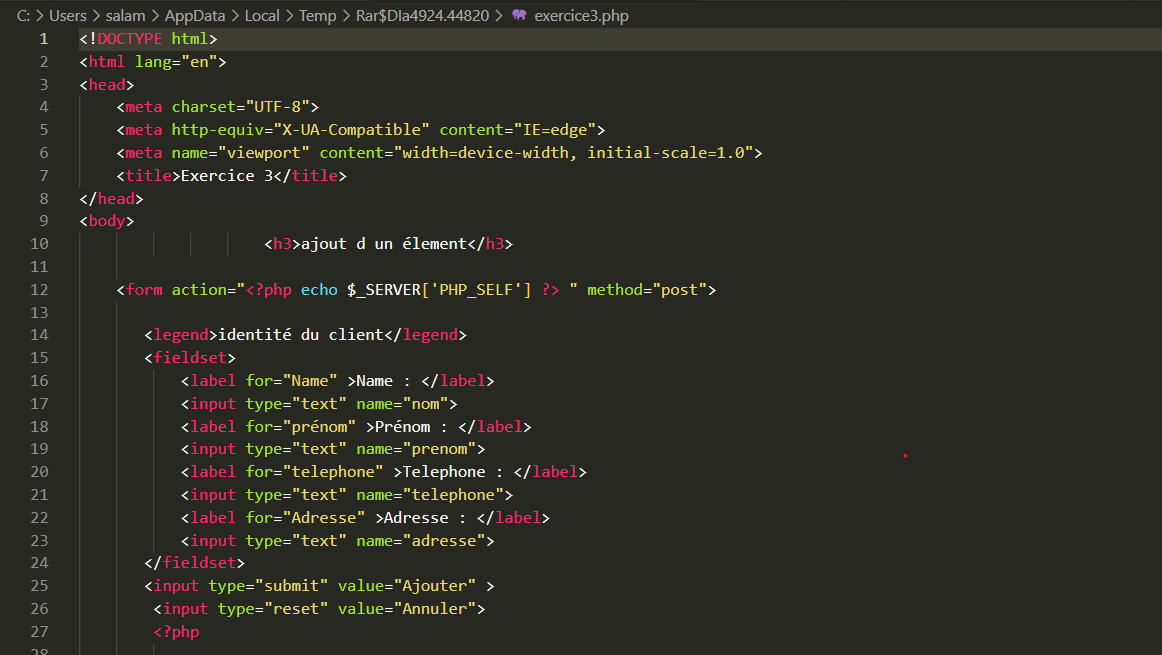 C: > Users > salam > AppData > Local > Temp > Rar$DIa4924.44820 > exercice3.php
1 <!DOCTYPE html>
2 <html lang="en">
3 <head>
4 <meta charset="UTF-8">
5 <meta http-equiv="X-UA-Compatible" content="IE=edge">
6 <meta name="viewport" content="width=device-width, initial-scale=1.0">
7 <title>Exercice 3</title>
8 </head>
9 <body>
10 <h3>ajout d un élement</h3>
11
12 <form action="<?php echo $_SERVER['PHP_SELF'] ?> " method="post">
13
14 <legend>identité du client</legend>
15 <fieldset>
16 <label for="Name" >Name : </label>
17 <input type="text" name="nom">
18 <label for="prénom" >Prénom : </label>
19 <input type="text" name="prenom">
20 <label for="telephone" >Telephone : </label>
21 <input type="text" name="telephone">
22 <label for="Adresse" >Adresse : </label>
23 <input type="text" name="adresse">
24 </fieldset>
25 <input type="submit" value="Ajouter" >
26 <input type="reset" value="Annuler">
27 <?php
28